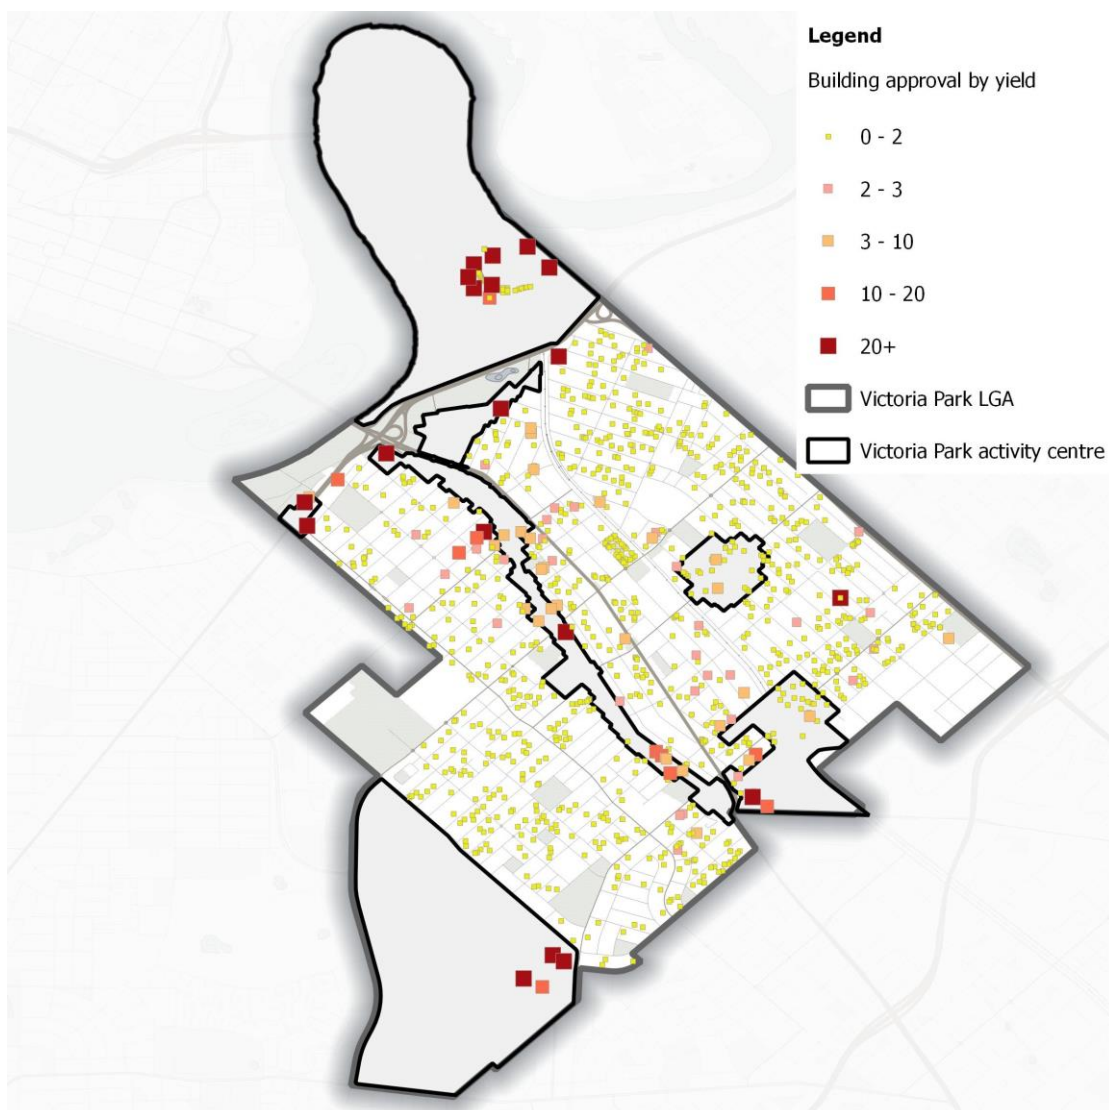 Legend
Building approval by yield
0 - 2
2 - 3
3 - 10
10 - 20
20+
Victoria Park LGA
Victoria Park activity centre